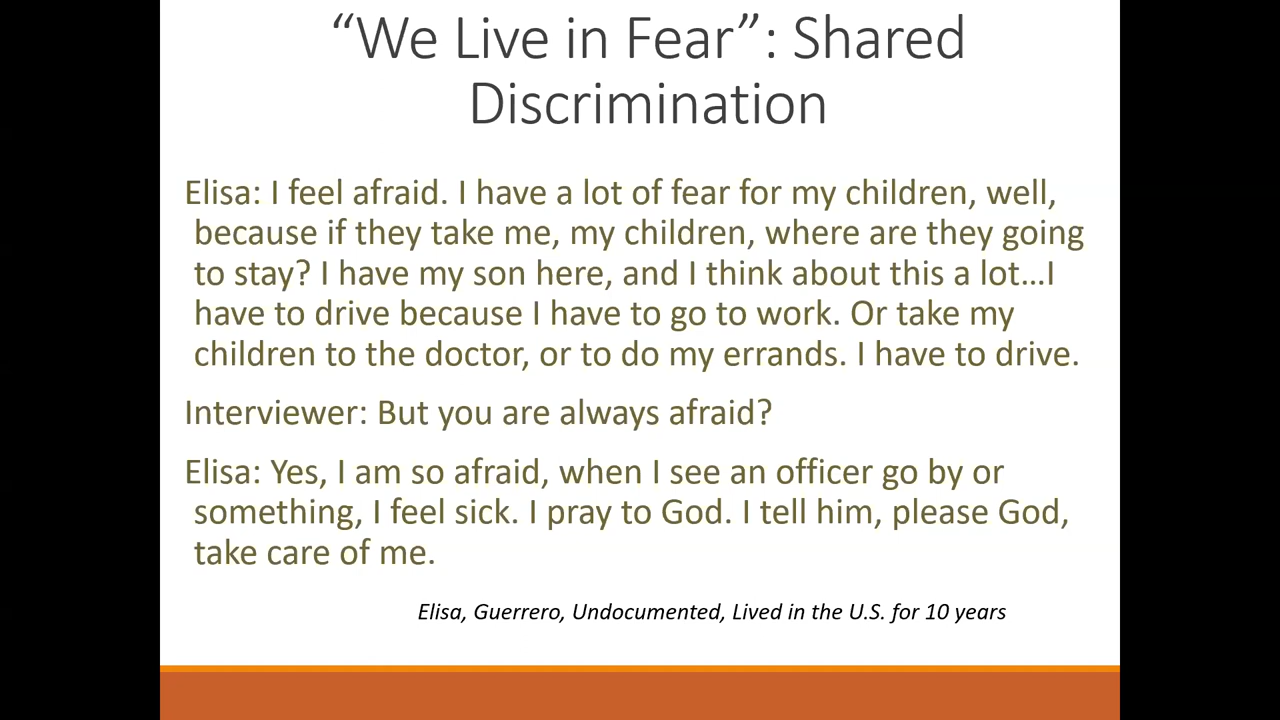 “We Live in Fear”: Shared
Discrimination
Elisa: I feel afraid. I have a lot of fear for my children, well,
because if they take me, my children, where are they going
to stay? I have my son here, and I think about this a lot…I
have to drive because I have to go to work. Or take my
children to the doctor, or to do my errands. I have to drive.
Interviewer: But you are always afraid?
Elisa: Yes, I am so afraid, when I see an officer go by or
something, I feel sick. I pray to God. I tell him, please God,
take care of me.
Elisa, Guerrero, Undocumented, Lived in the U.S. for 10 years